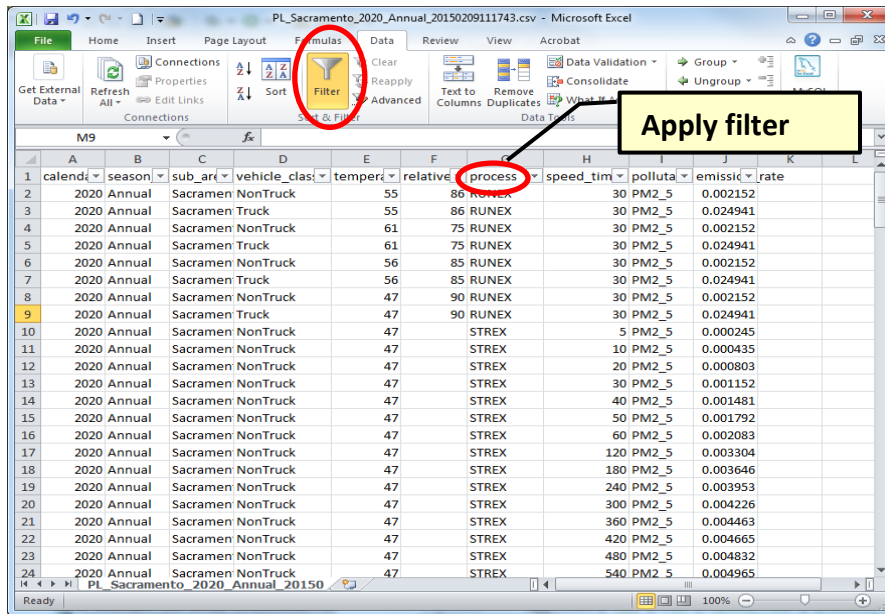 PL_Sacramento_2020_Annual_20150209111743.csv - Microsoft Excel
File Home Insert Page Layout Formulas Data Review View Acrobat
Get External Data
Refresh All
Connections
Properties
Edit Links
Connections
Sort
Filter
Clear
Reapply
Advanced
Sort & Filter
Text to Columns
Remove Duplicates
Data Validation
Consolidate
What If
Data Tools
Group
Ungroup
Apply filter
M9 fx
A B C D E F H I J K L
1 calenda season sub_are vehicle_clas tempera relative process speed_tim polluta emissic rate
2 2020 Annual Sacramen NonTruck 55 86 RUNEX 30 PM2_5 0.002152
3 2020 Annual Sacramen Truck 55 86 RUNEX 30 PM2_5 0.024941
4 2020 Annual Sacramen NonTruck 61 75 RUNEX 30 PM2_5 0.002152
5 2020 Annual Sacramen Truck 61 75 RUNEX 30 PM2_5 0.024941
6 2020 Annual Sacramen NonTruck 56 85 RUNEX 30 PM2_5 0.002152
7 2020 Annual Sacramen Truck 56 85 RUNEX 30 PM2_5 0.024941
8 2020 Annual Sacramen NonTruck 47 90 RUNEX 30 PM2_5 0.002152
9 2020 Annual Sacramen Truck 47 90 RUNEX 30 PM2_5 0.024941
10 2020 Annual Sacramen NonTruck 47 STREX 5 PM2_5 0.000245
11 2020 Annual Sacramen NonTruck 47 STREX 10 PM2_5 0.000435
12 2020 Annual Sacramen NonTruck 47 STREX 20 PM2_5 0.000803
13 2020 Annual Sacramen NonTruck 47 STREX 30 PM2_5 0.001152
14 2020 Annual Sacramen NonTruck 47 STREX 40 PM2_5 0.001481
15 2020 Annual Sacramen NonTruck 47 STREX 50 PM2_5 0.001792
16 2020 Annual Sacramen NonTruck 47 STREX 60 PM2_5 0.002083
17 2020 Annual Sacramen NonTruck 47 STREX 120 PM2_5 0.003304
18 2020 Annual Sacramen NonTruck 47 STREX 180 PM2_5 0.003646
19 2020 Annual Sacramen NonTruck 47 STREX 240 PM2_5 0.003953
20 2020 Annual Sacramen NonTruck 47 STREX 300 PM2_5 0.004226
21 2020 Annual Sacramen NonTruck 47 STREX 360 PM2_5 0.004463
22 2020 Annual Sacramen NonTruck 47 STREX 420 PM2_5 0.004665
23 2020 Annual Sacramen NonTruck 47 STREX 480 PM2_5 0.004832
24 2020 Annual Sacramen NonTruck 47 STREX 540 PM2_5 0.004965
PL_Sacramento_2020_Annual_20150
Ready 100%